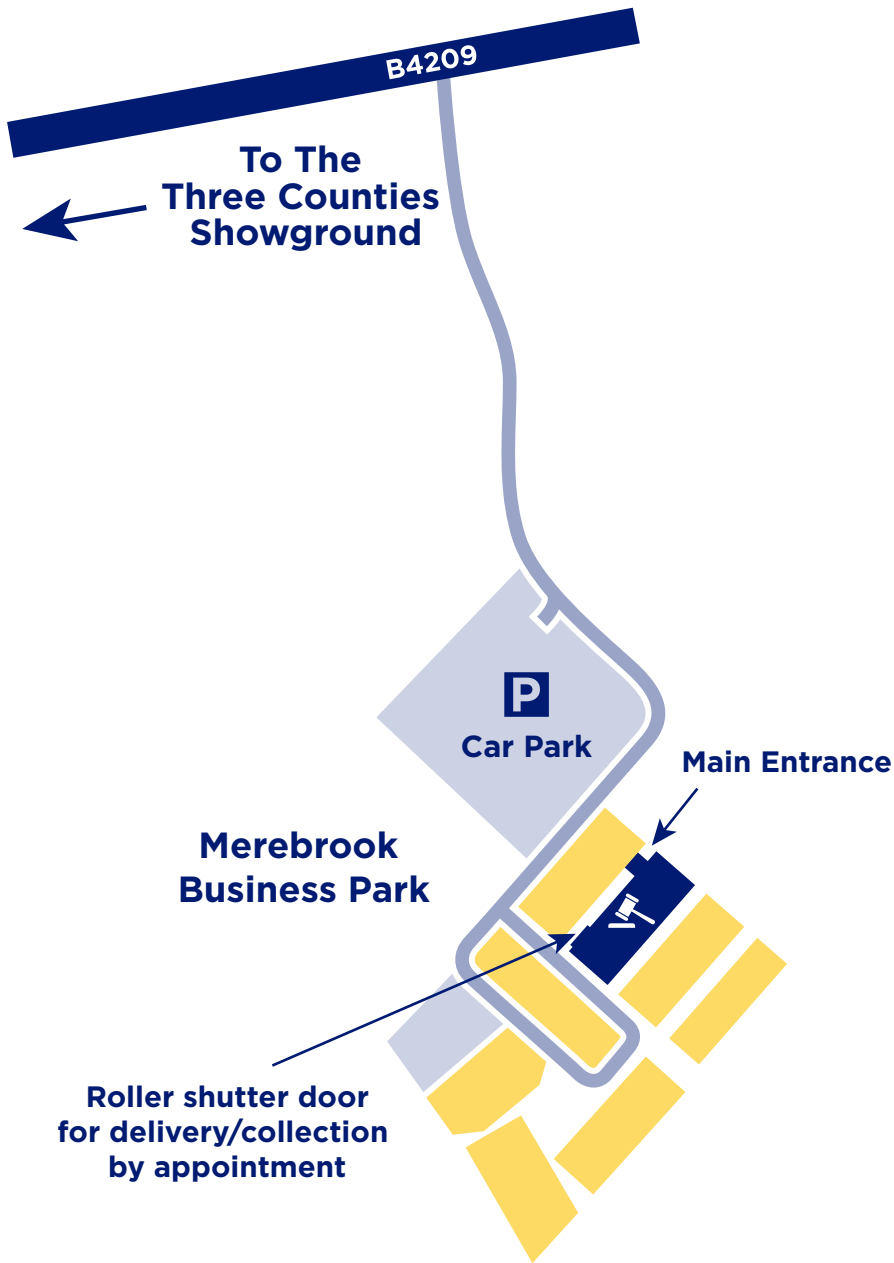 B4209
To The
Three Counties
Showground
P
Car Park
Main Entrance
Merebrook
Business Park
Roller shutter door
for delivery/collection
by appointment